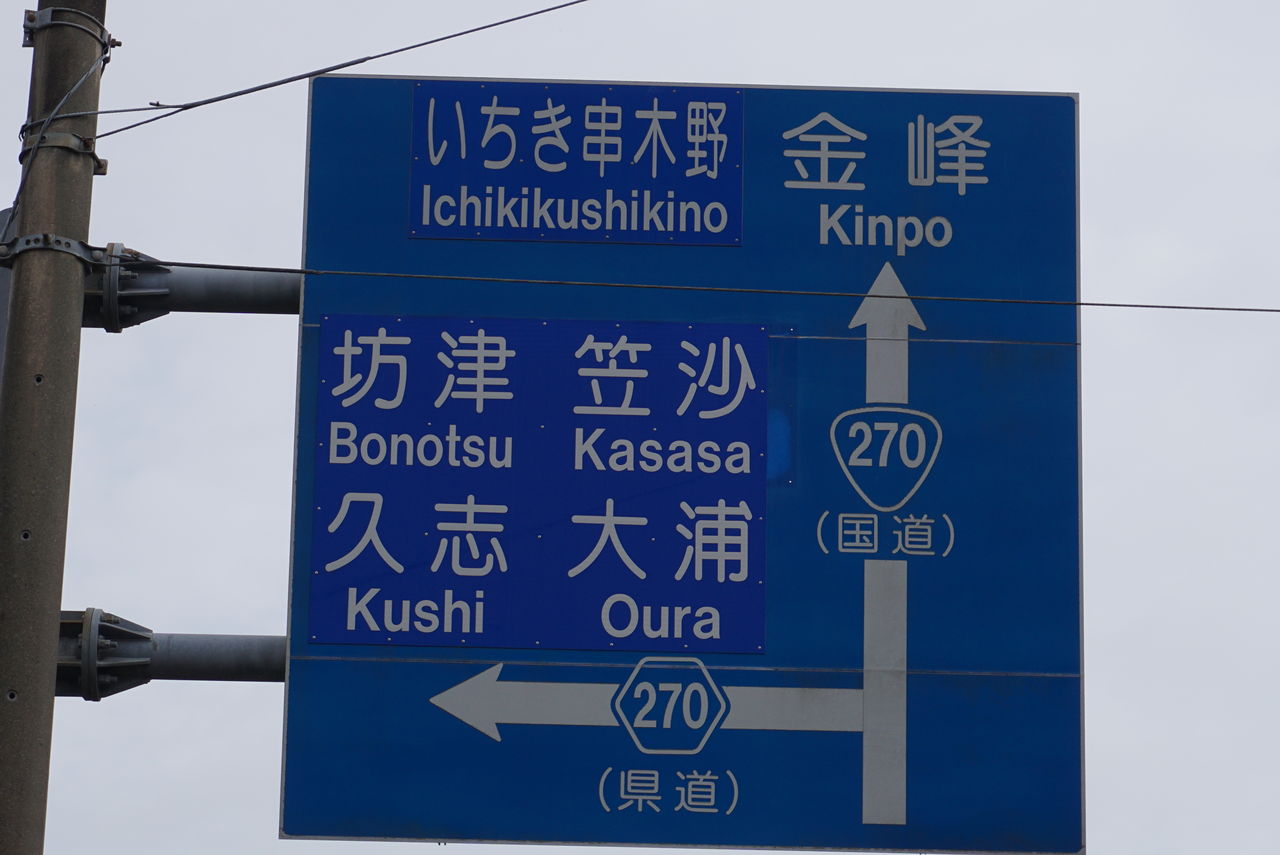 いちき串木野 金峰
Ichikikushikino Kinpo
坊津 笠沙
Bonotsu Kasasa
270
(国道)
久志 大浦
Kushi Oura
270
(県道)